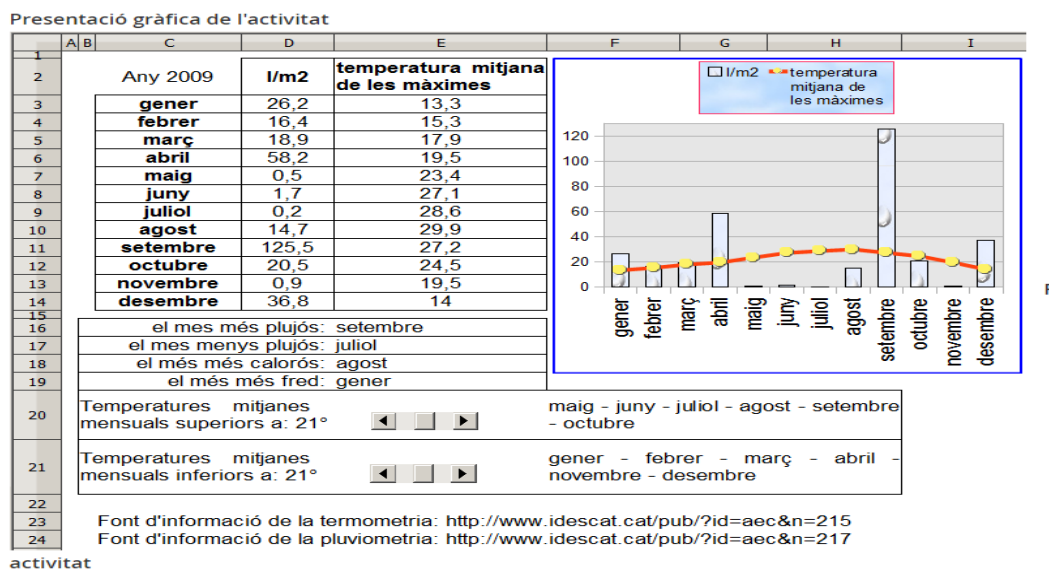 Presentació gràfica de l'activitat
A B C D E F G H I
1
2 Any 2009 l/m2 temperatura mitjana
de les màximes
3 gener 26,2 13,3
4 febrer 16,4 15,3
5 març 18,9 17,9
6 abril 58,2 19,5
7 maig 0,5 23,4
8 juny 1,7 27,1
9 juliol 0,2 28,6
10 agost 14,7 29,9
11 setembre 125,5 27,2
12 octubre 20,5 24,5
13 novembre 0,9 19,5
14 desembre 36,8 14
15
16 el mes més plujós: setembre
17 el mes menys plujós: juliol
18 el més més calorós: agost
19 el més més fred: gener
l/m2 temperatura
mitjana de
les màximes
120
100
80
60
40
20
0
gener febrer març abril maig juny juliol agost setembre octubre novembre desembre
20 Temperatures mitjanes
mensuals superiors a: 21°
maig - juny - juliol - agost - setembre
- octubre
21 Temperatures mitjanes
mensuals inferiors a: 21°
gener - febrer - març - abril -
novembre - desembre
22
23 Font d'informació de la termometria: http://www.idescat.cat/pub/?id=aec&n=215
24 Font d'informació de la pluviometria: http://www.idescat.cat/pub/?id=aec&n=217
activitat